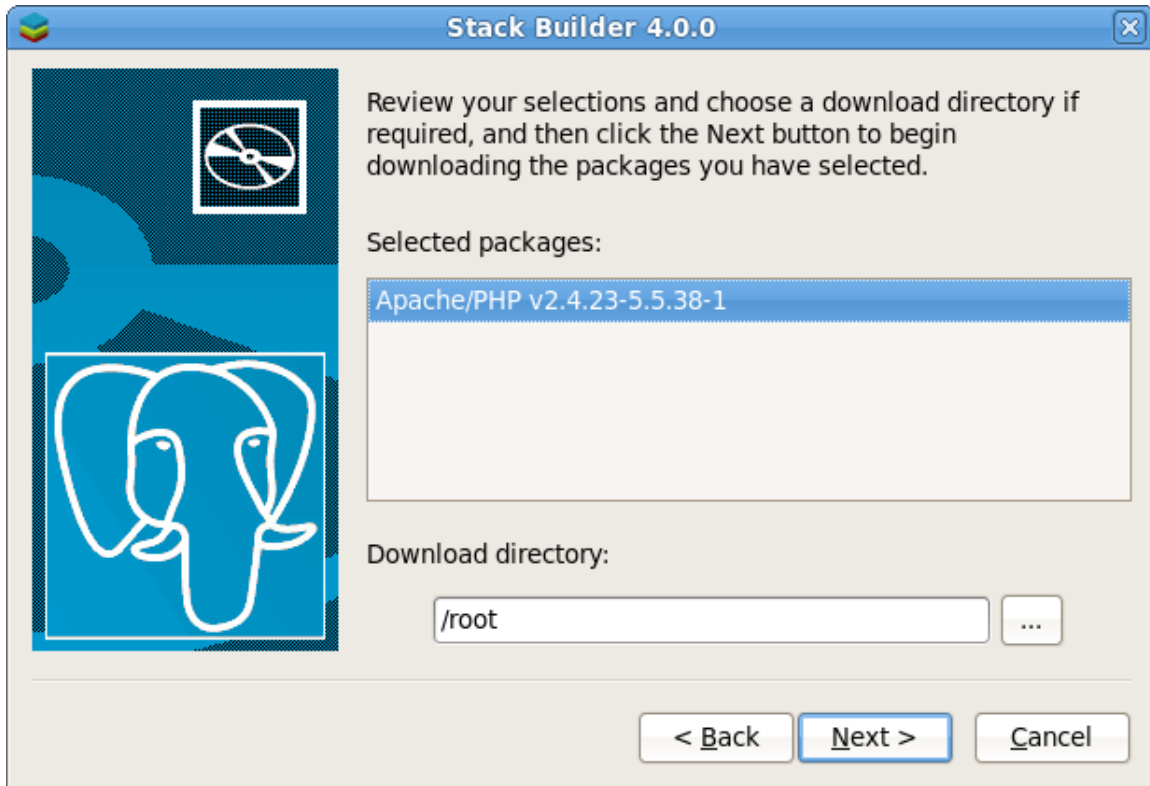 Stack Builder 4.0.0
Review your selections and choose a download directory if
required, and then click the Next button to begin
downloading the packages you have selected.
Selected packages:
Apache/PHP v2.4.23-5.5.38-1
Download directory:
/root
...
< Back
Next >
Cancel